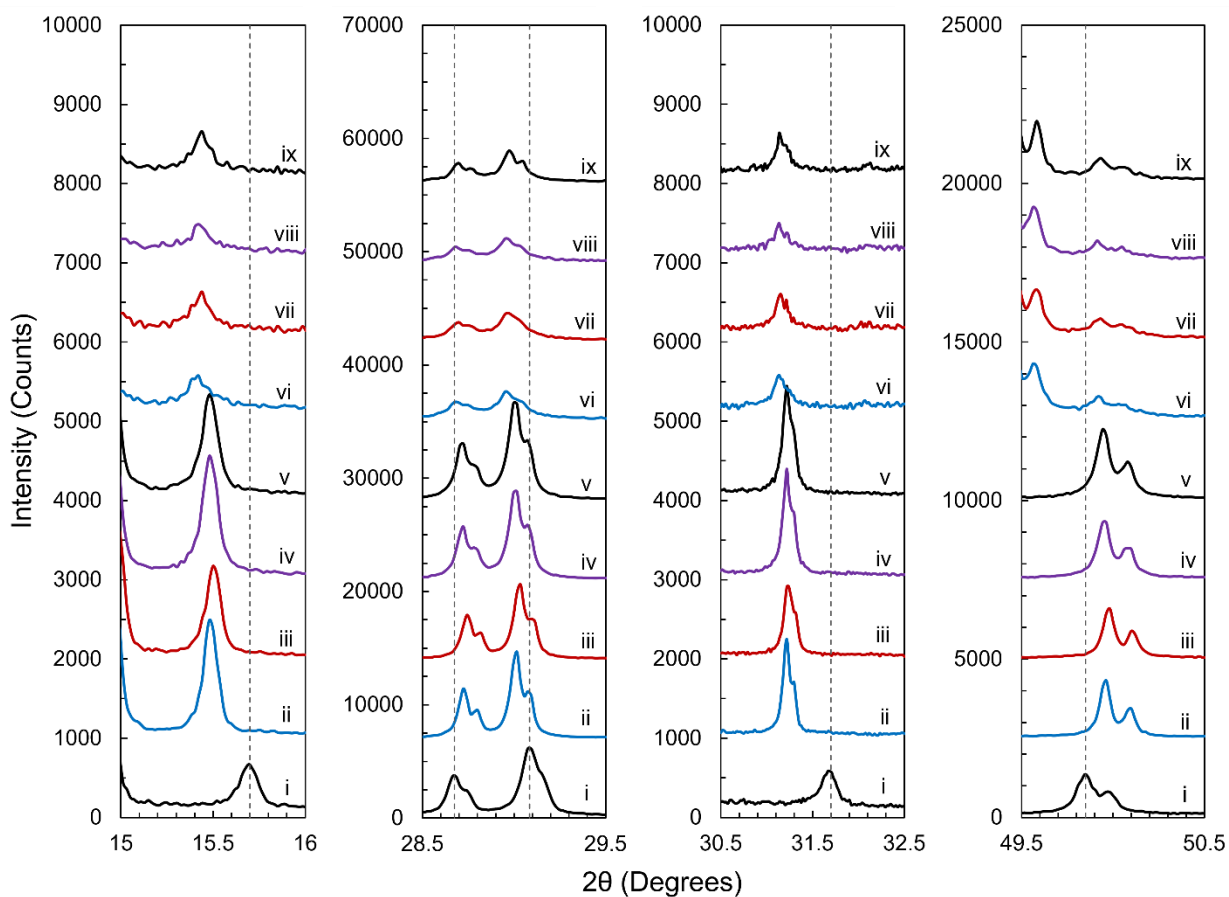 10000
9000
8000
7000
6000
5000
4000
3000
2000
1000
0
15
15.5
16
ix
viii
vii
vi
v
iv
iii
ii
i
70000
60000
50000
40000
30000
20000
10000
0
28.5
29
29.5
ix
viii
vii
vi
v
iv
iii
ii
i
10000
9000
8000
7000
6000
5000
4000
3000
2000
1000
0
30.5
31.5
32.5
ix
viii
vii
vi
v
iv
iii
ii
i
25000
20000
15000
10000
5000
0
49.5
50
50.5
ix
viii
vii
vi
v
iv
iii
ii
i
Intensity (Counts)
2θ (Degrees)